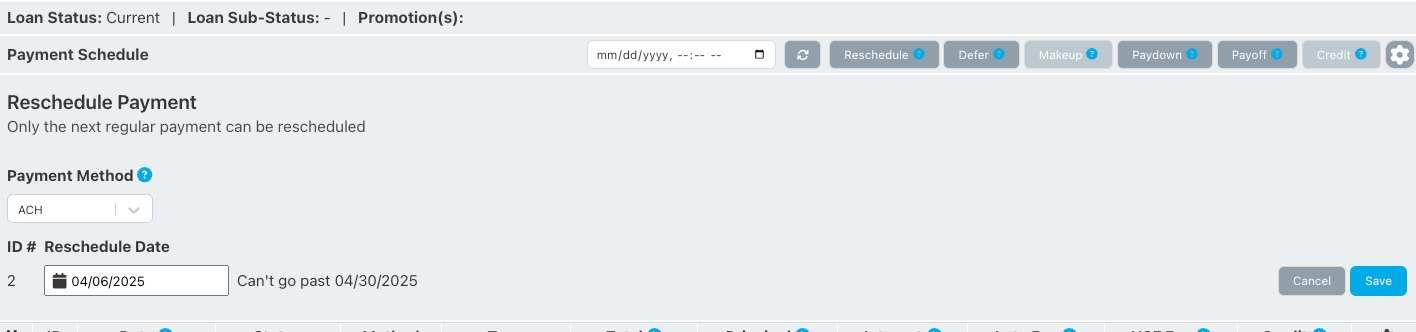 Loan Status: Current | Loan Sub-Status: - | Promotion(s):
Payment Schedule mm/dd/yyyy, --:-- -- Reschedule ? Defer ? Makeup ? Paydown ? Payoff ? Credit ?
Reschedule Payment
Only the next regular payment can be rescheduled
Payment Method ?
ACH
ID # Reschedule Date
2 04/06/2025 Can't go past 04/30/2025 Cancel Save